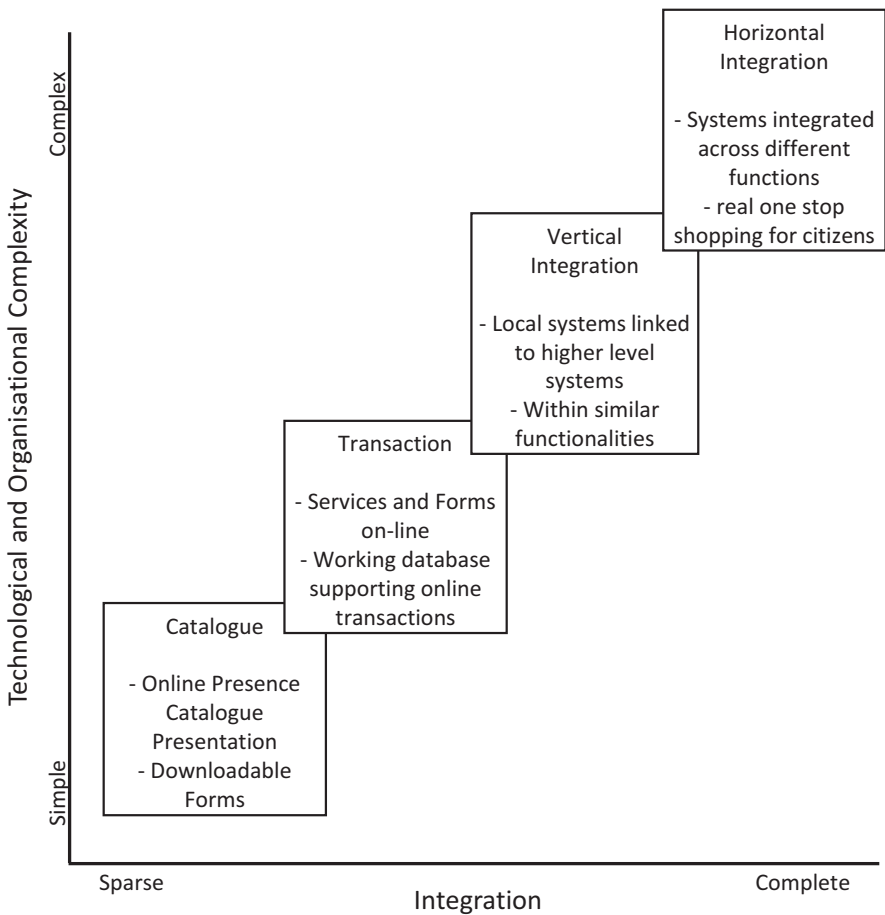 Technological and Organisational Complexity
Complex
Simple
Horizontal
Integration
- Systems integrated
across different
functions
- real one stop
shopping for citizens
Vertical
Integration
- Local systems linked
to higher level
systems
- Within similar
functionalities
Transaction
- Services and Forms
on-line
- Working database
supporting online
transactions
Catalogue
- Online Presence
Catalogue
Presentation
- Downloadable
Forms
Sparse
Integration
Complete